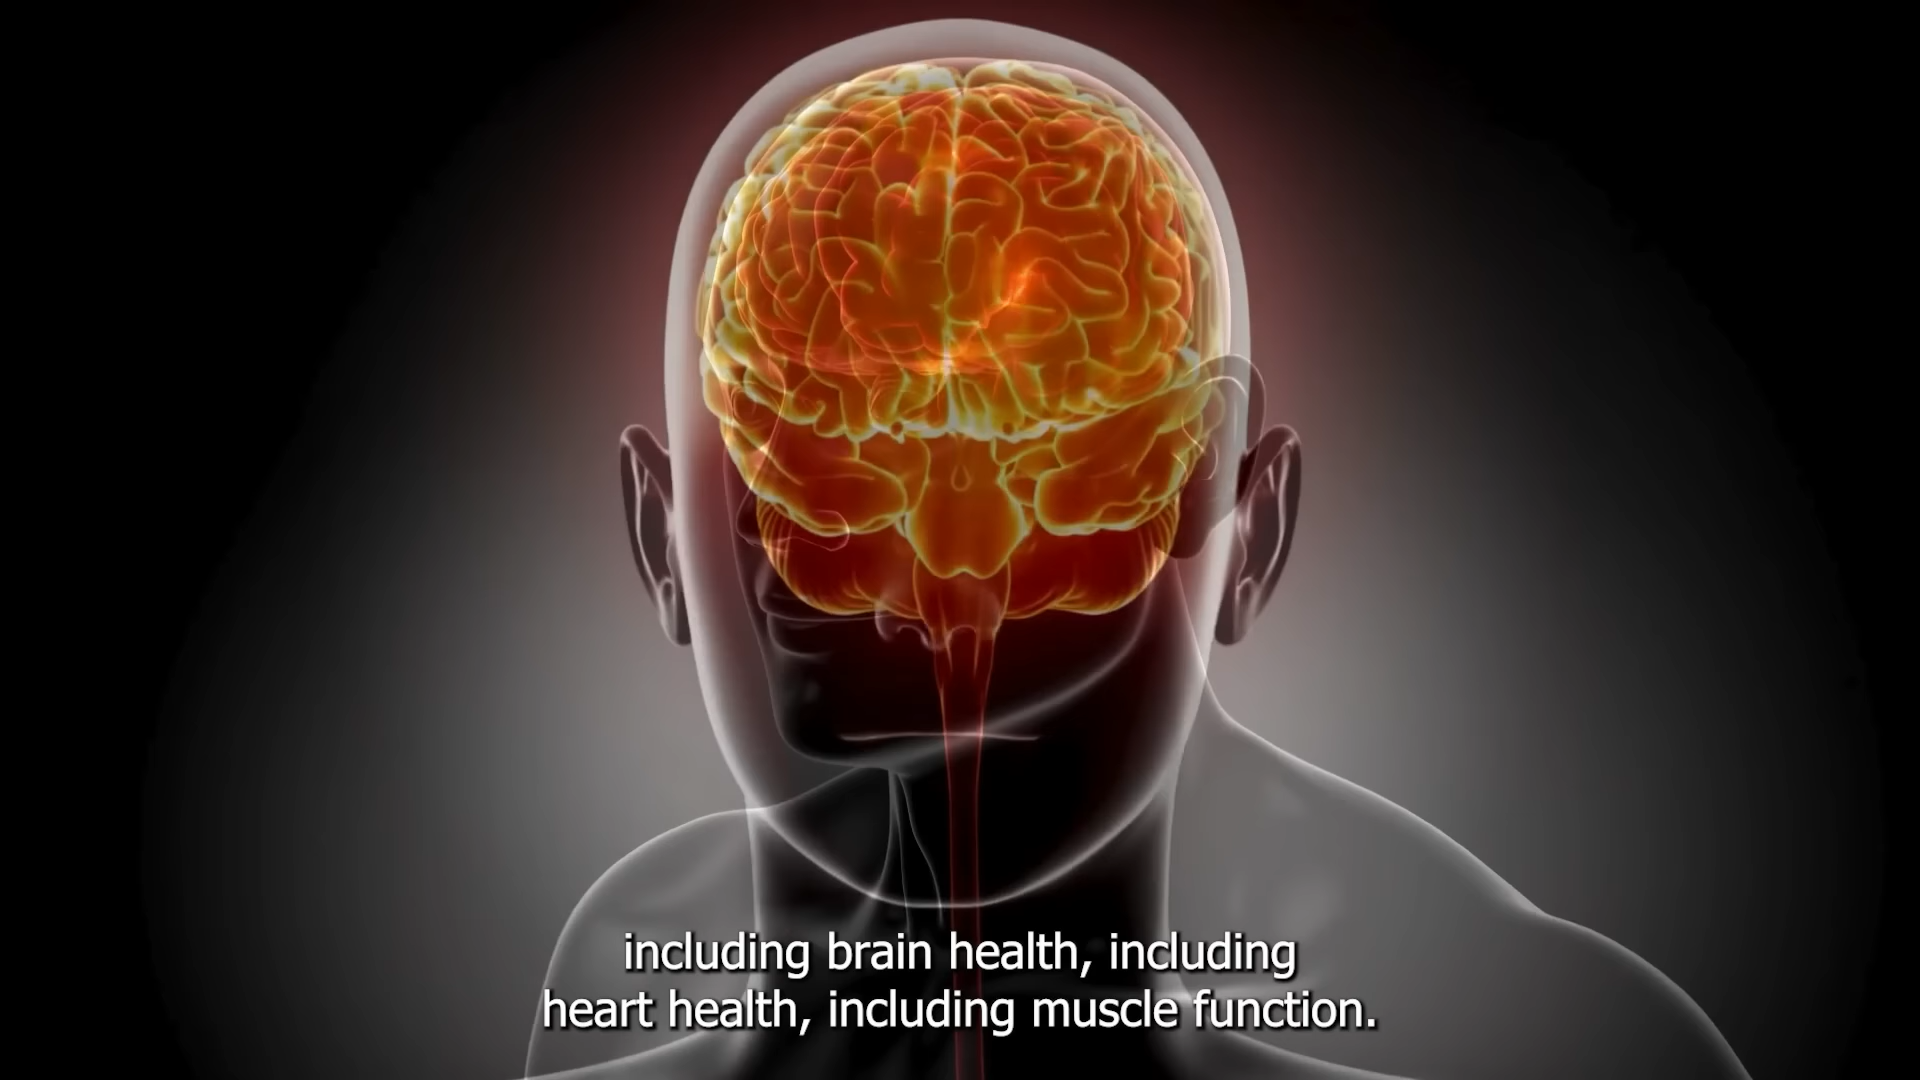 including brain health, including
heart health, including muscle function.